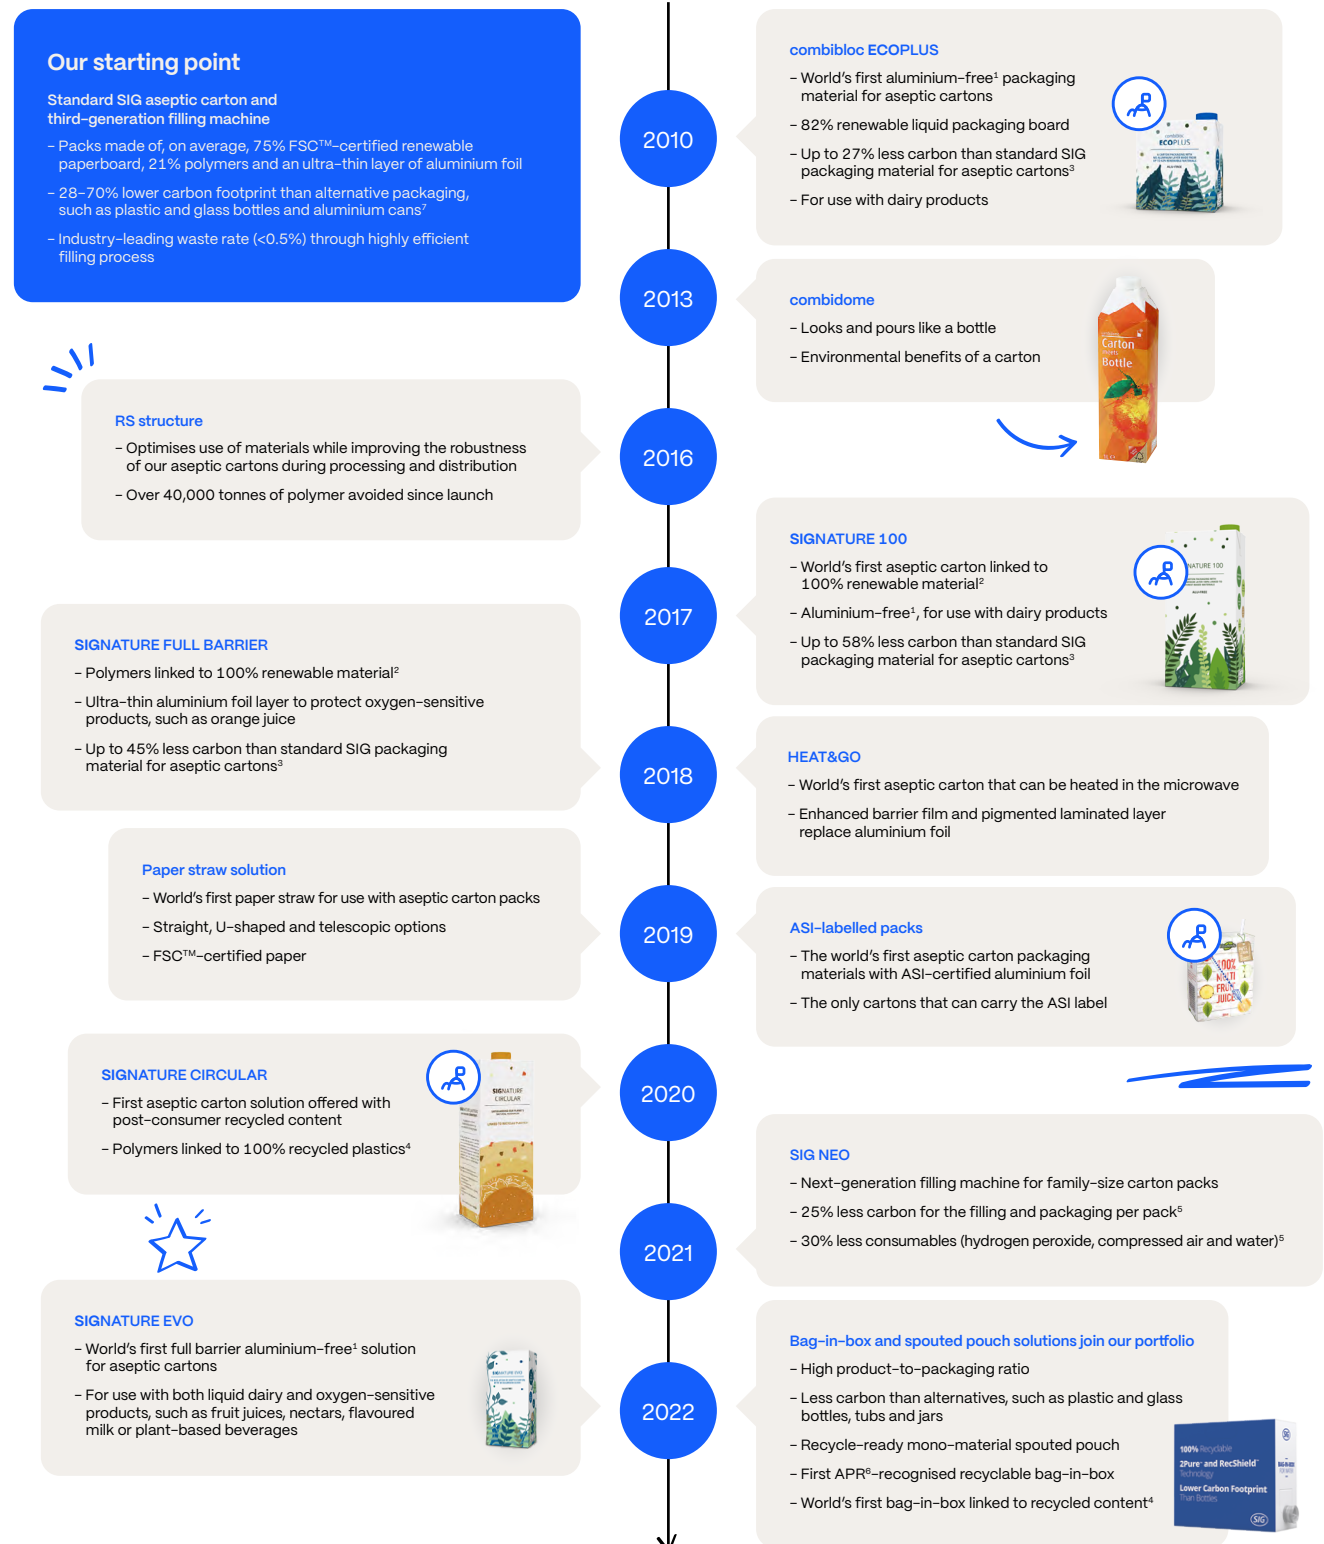 Our starting point
Standard SIG aseptic carton and
third-generation filling machine
– Packs made of, on average, 75% FSC™-certified renewable
paperboard, 21% polymers and an ultra-thin layer of aluminium foil
– 28–70% lower carbon footprint than alternative packaging,
such as plastic and glass bottles and aluminium cans⁷
– Industry-leading waste rate (<0.5%) through highly efficient
filling process
2010
combibloc ECOPLUS
– World’s first aluminium-free¹ packaging
material for aseptic cartons
– 82% renewable liquid packaging board
– Up to 27% less carbon than standard SIG
packaging material for aseptic cartons³
– For use with dairy products
combibloc
ECOPLUS
2013
combidome
– Looks and pours like a bottle
– Environmental benefits of a carton
Carton
meets
Bottle
2016
RS structure
– Optimises use of materials while improving the robustness
of our aseptic cartons during processing and distribution
– Over 40,000 tonnes of polymer avoided since launch
2017
SIGNATURE 100
– World’s first aseptic carton linked to
100% renewable material²
– Aluminium-free¹, for use with dairy products
– Up to 58% less carbon than standard SIG
packaging material for aseptic cartons³
NATURE 100
SIGNATURE FULL BARRIER
– Polymers linked to 100% renewable material²
– Ultra-thin aluminium foil layer to protect oxygen-sensitive
products, such as orange juice
– Up to 45% less carbon than standard SIG packaging
material for aseptic cartons³
2018
HEAT&GO
– World’s first aseptic carton that can be heated in the microwave
– Enhanced barrier film and pigmented laminated layer
replace aluminium foil
Paper straw solution
– World’s first paper straw for use with aseptic carton packs
– Straight, U-shaped and telescopic options
– FSC™-certified paper
2019
ASI-labelled packs
– The world’s first aseptic carton packaging
materials with ASI-certified aluminium foil
– The only cartons that can carry the ASI label
100%
MULTI
FRUIT
JUICE
SIGNATURE CIRCULAR
– First aseptic carton solution offered with
post-consumer recycled content
– Polymers linked to 100% recycled plastics⁴
SIGNATURE
CIRCULAR
2020
2021
SIG NEO
– Next-generation filling machine for family-size carton packs
– 25% less carbon for the filling and packaging per pack⁵
– 30% less consumables (hydrogen peroxide, compressed air and water)⁵
SIGNATURE EVO
– World’s first full barrier aluminium-free¹ solution
for aseptic cartons
– For use with both liquid dairy and oxygen-sensitive
products, such as fruit juices, nectars, flavoured
milk or plant-based beverages
2022
Bag-in-box and spouted pouch solutions join our portfolio
– High product-to-packaging ratio
– Less carbon than alternatives, such as plastic and glass
bottles, tubs and jars
– Recycle-ready mono-material spouted pouch
– First APR⁶-recognised recyclable bag-in-box
– World’s first bag-in-box linked to recycled content⁴
100% Recyclable
2Pure™ and RecShield™
Technology
Lower Carbon Footprint
Than Bottles
SIG
BAG-IN-BOX